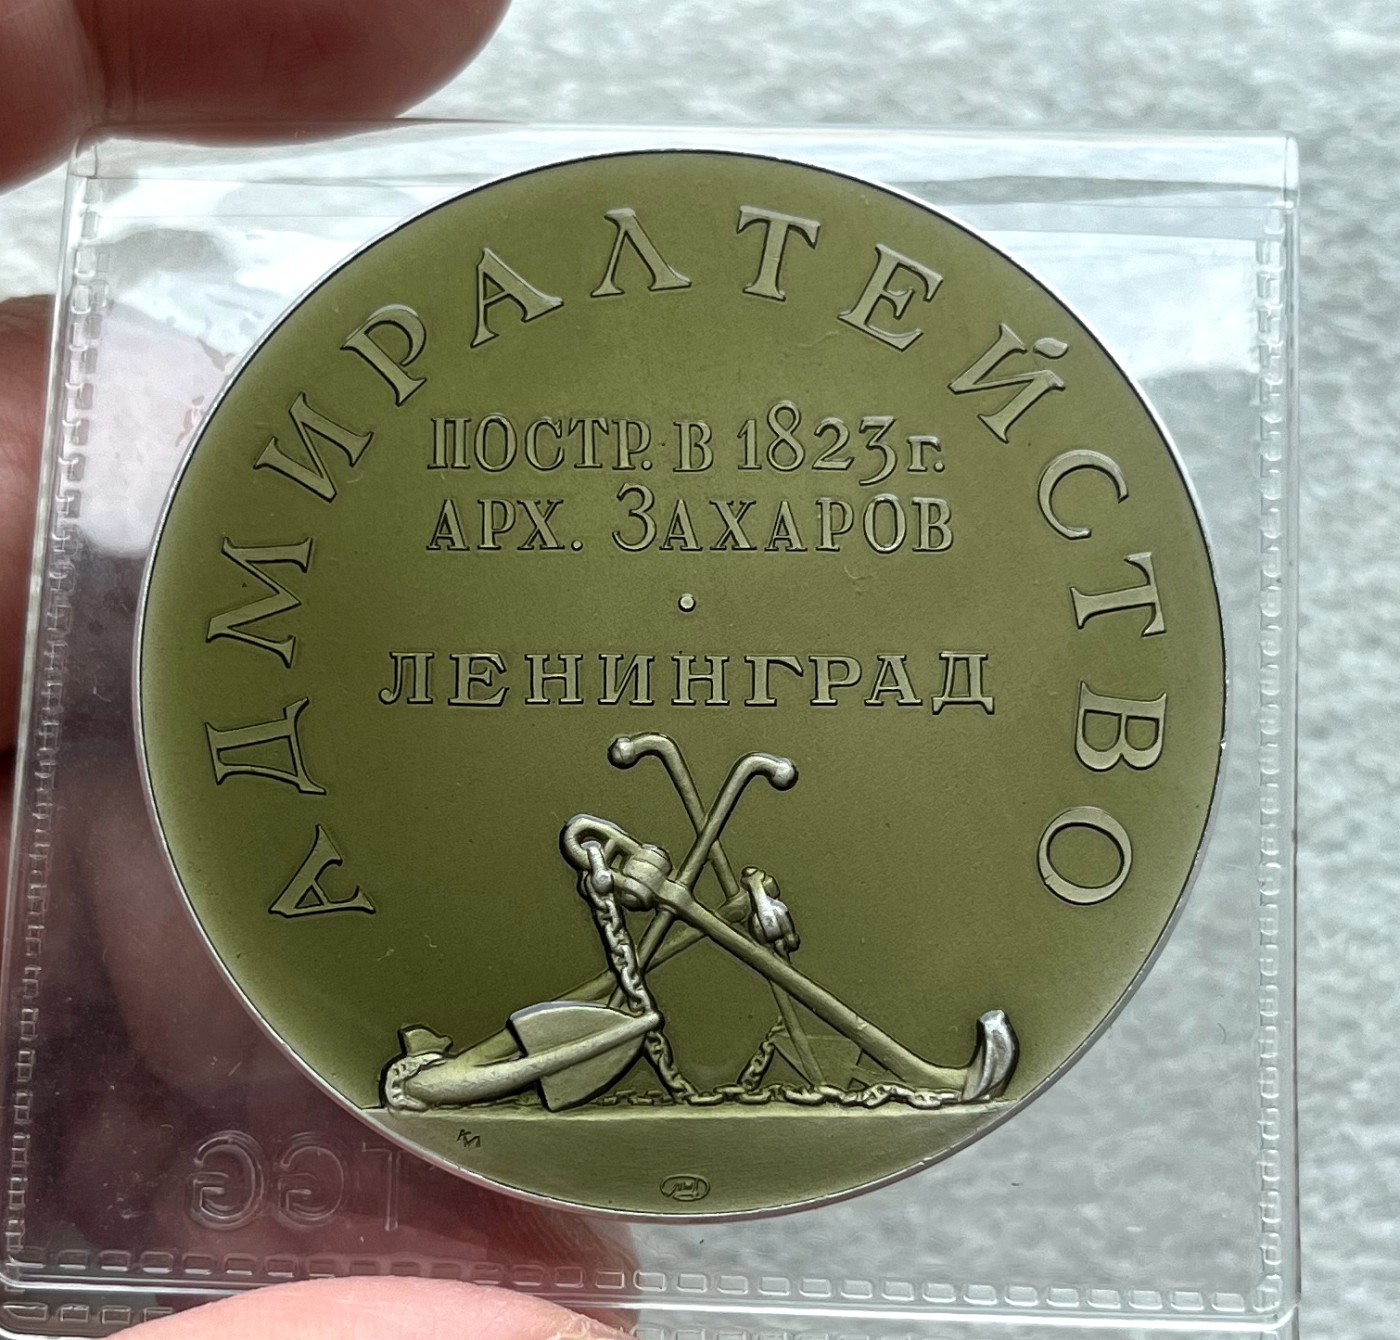 АДМИРАЛТЕЙСТВО
ПОСТР. В 1823 г.
АРХ. ЗАХАРОВ
ЛЕНИНГРАД